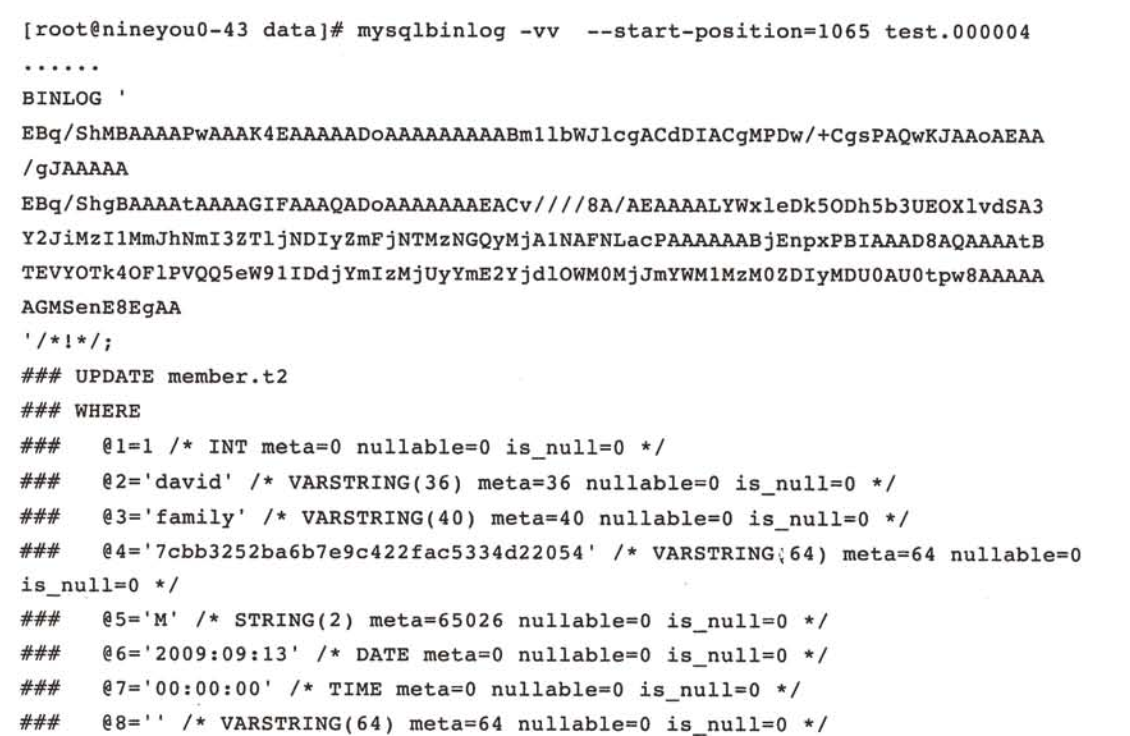 [root@nineyou0-43 data]# mysqlbinlog -vv  --start-position=1065 test.000004
......
BINLOG '
EBq/ShMBAAAAPwAAAK4EAAAAADoAAAAAAAAABm1lbWJlcgACdDIACgMPDw/+CgsPAQwKJAAoAEAA
/gJAAAAA
EBq/ShgBAAAAtAAAAGIFAAAQADoAAAAAAAEACv////8A/AEAAAALYWxleDk5ODh5b3UEOXlvdSA3
Y2JiMzI1MmJhNmI3ZTljNDIyZmFjNTMzNGQyMjA1NAFNLacPAAAAAABjEnpxPBIAAAD8AQAAAAtB
TEVYOTk4OFlPVQQ5eW91IDdjYmIzMjUyYmE2YjdlOWM0MjJmYWM1MzM0ZDIyMDU0AU0tpw8AAAAA
AGMSenE8EgAA
'/*!*/;
### UPDATE member.t2
### WHERE
###   @1=1 /* INT meta=0 nullable=0 is_null=0 */
###   @2='david' /* VARSTRING(36) meta=36 nullable=0 is_null=0 */
###   @3='family' /* VARSTRING(40) meta=40 nullable=0 is_null=0 */
###   @4='7cbb3252ba6b7e9c422fac5334d22054' /* VARSTRING(64) meta=64 nullable=0
is_null=0 */
###   @5='M' /* STRING(2) meta=65026 nullable=0 is_null=0 */
###   @6='2009:09:13' /* DATE meta=0 nullable=0 is_null=0 */
###   @7='00:00:00' /* TIME meta=0 nullable=0 is_null=0 */
###   @8='' /* VARSTRING(64) meta=64 nullable=0 is_null=0 */